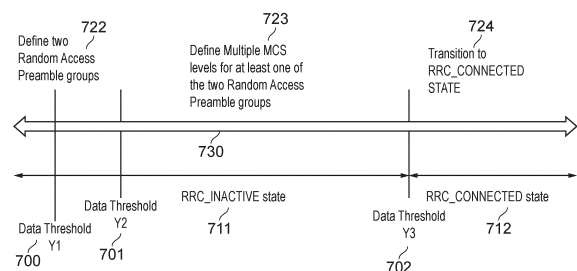 722
Define two
Random Access
Preamble groups
723
Define Multiple MCS
levels for at least one of
the two Random Access
Preamble groups
724
Transition to
RRC_CONNECTED
STATE
730
RRC_INACTIVE state
711
RRC_CONNECTED state
712
Data Threshold
Y1
700
Data Threshold
Y2
701
Data Threshold
Y3
702